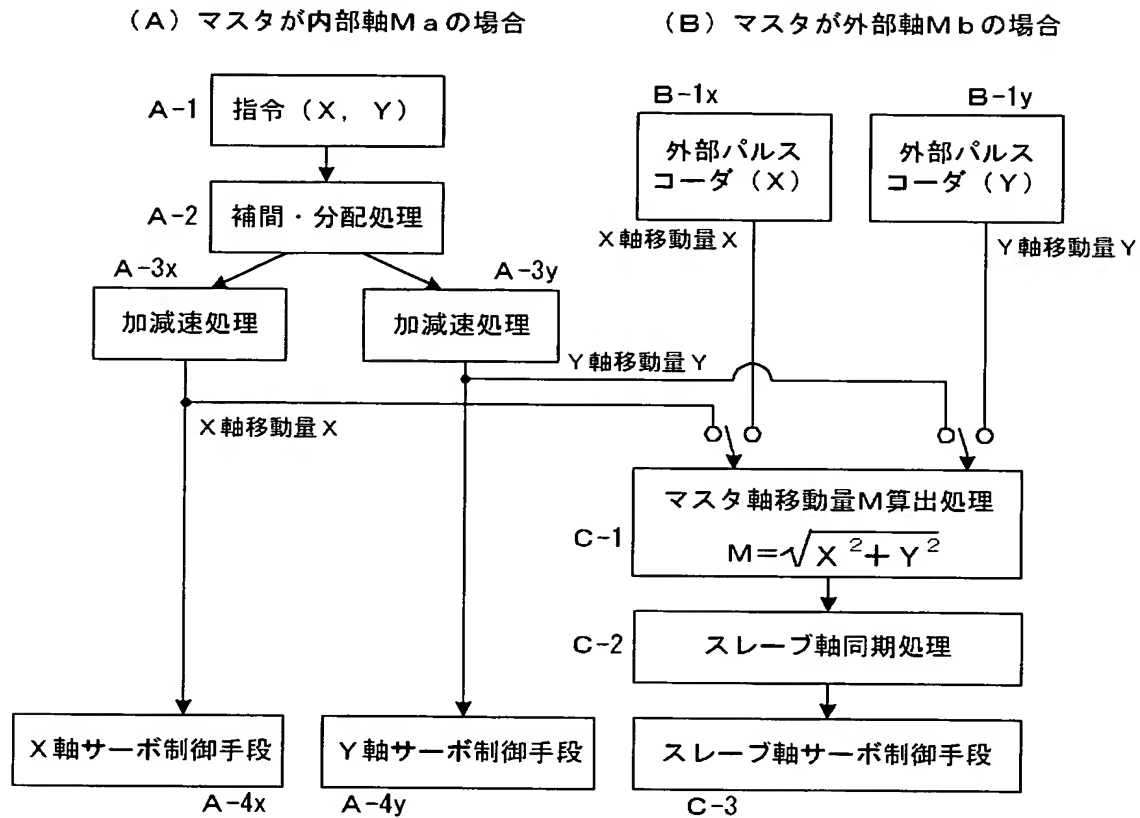 (A)マスタが内部軸Maの場合
(B)マスタが外部軸Mbの場合
A-1
指令(X,Y)
A-2
補間・分配処理
A-3x
加減速処理
A-3y
加減速処理
B-1x
外部パルス
コーダ(X)
B-1y
外部パルス
コーダ(Y)
X軸移動量X
Y軸移動量Y
Y軸移動量Y
X軸移動量X
C-1
マスタ軸移動量M算出処理
M=√X²+Y²
C-2
スレーブ軸同期処理
X軸サーボ制御手段
A-4x
Y軸サーボ制御手段
A-4y
スレーブ軸サーボ制御手段
C-3